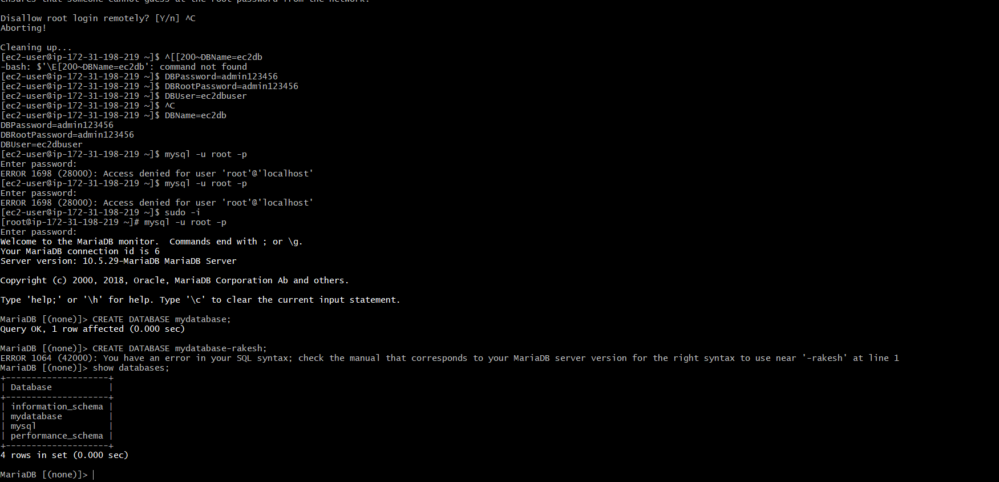 ensures that someone cannot guess at the root password from the network.
Disallow root login remotely? [Y/n] ^C
Aborting!
Cleaning up...
[ec2-user@ip-172-31-198-219 ~]$ ^[[200~DBName=ec2db
-bash: $'\E[200~DBName=ec2db': command not found
[ec2-user@ip-172-31-198-219 ~]$ DBPassword=admin123456
[ec2-user@ip-172-31-198-219 ~]$ DBRootPassword=admin123456
[ec2-user@ip-172-31-198-219 ~]$ DBUser=ec2dbuser
[ec2-user@ip-172-31-198-219 ~]$ ^C
[ec2-user@ip-172-31-198-219 ~]$ DBName=ec2db
DBPassword=admin123456
DBRootPassword=admin123456
DBUser=ec2dbuser
[ec2-user@ip-172-31-198-219 ~]$ mysql -u root -p
Enter password:
ERROR 1698 (28000): Access denied for user 'root'@'localhost'
[ec2-user@ip-172-31-198-219 ~]$ mysql -u root -p
Enter password:
ERROR 1698 (28000): Access denied for user 'root'@'localhost'
[ec2-user@ip-172-31-198-219 ~]$ sudo -i
[root@ip-172-31-198-219 ~]# mysql -u root -p
Enter password:
Welcome to the MariaDB monitor.  Commands end with ; or \g.
Your MariaDB connection id is 6
Server version: 10.5.29-MariaDB MariaDB Server
Copyright (c) 2000, 2018, Oracle, MariaDB Corporation Ab and others.
Type 'help;' or '\h' for help. Type '\c' to clear the current input statement.
MariaDB [(none)]> CREATE DATABASE mydatabase;
Query OK, 1 row affected (0.000 sec)
MariaDB [(none)]> CREATE DATABASE mydatabase-rakesh;
ERROR 1064 (42000): You have an error in your SQL syntax; check the manual that corresponds to your MariaDB server version for the right syntax to use near '-rakesh' at line 1
MariaDB [(none)]> show databases;
+--------------------+
| Database           |
+--------------------+
| information_schema |
| mydatabase         |
| mysql              |
| performance_schema |
+--------------------+
4 rows in set (0.000 sec)
MariaDB [(none)]>